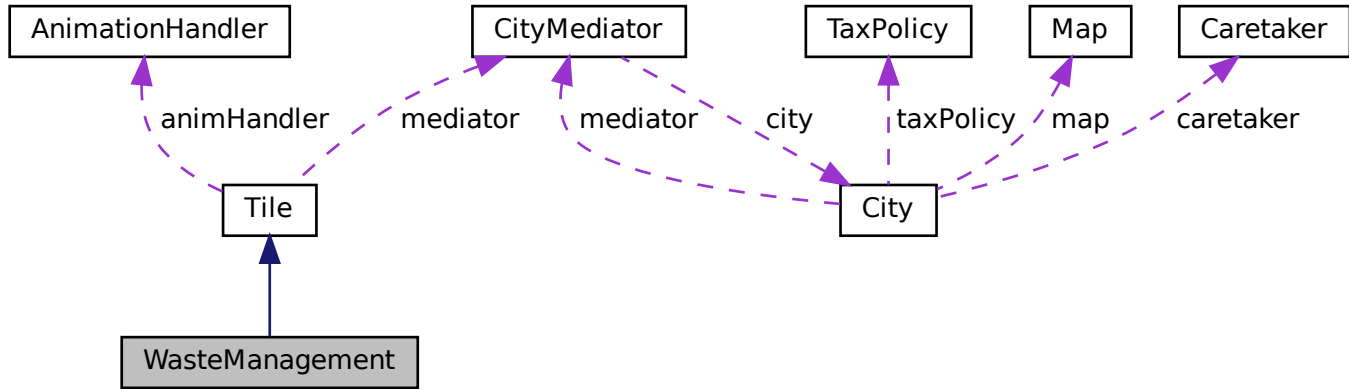 AnimationHandler
CityMediator
TaxPolicy
Map
Caretaker
animHandler
mediator
mediator
city
taxPolicy
map
caretaker
Tile
City
WasteManagement